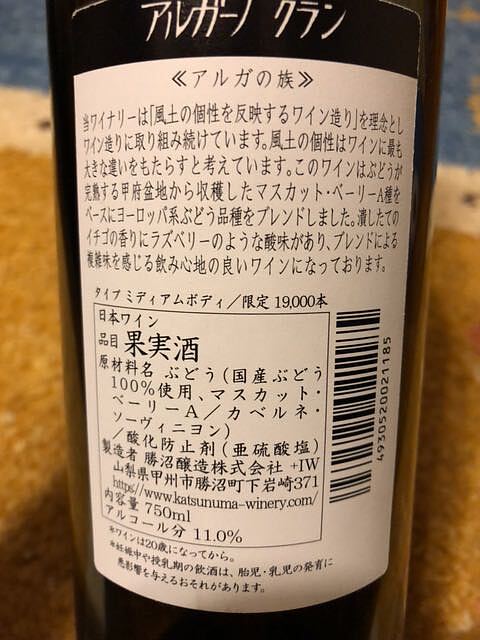 アルガーノ クラン
≪アルガの族≫
当ワイナリーは「風土の個性を反映するワイン造り」を理念とし
ワイン造りに取り組み続けています。風土の個性はワインに最も
大きな違いをもたらすと考えています。このワインはぶどうが
完熟する甲府盆地から収穫したマスカット・ベーリーA種を
ベースにヨーロッパ系ぶどう品種をブレンドしました。潰したての
イチゴの香りにラズベリーのような酸味があり、ブレンドによる
複雑味を感じる飲み心地の良いワインになっております。
タイプ ミディアムボディ／限定 19,000本
日本ワイン
品目 果実酒
原材料名 ぶどう(国産ぶどう
100%使用、マスカット・
ベーリーA／カベルネ・
ソーヴィニヨン)
／酸化防止剤(亜硫酸塩)
製造者 勝沼醸造株式会社 +IW
山梨県甲州市勝沼町下岩崎371
https//www.katsunuma-winery.com/
内容量 750ml
アルコール分 11.0%
4930520021185
※ワインは20歳になってから。
※妊娠中や授乳期の飲酒は、胎児・乳児の発育に
悪影響を与えるおそれがあります。